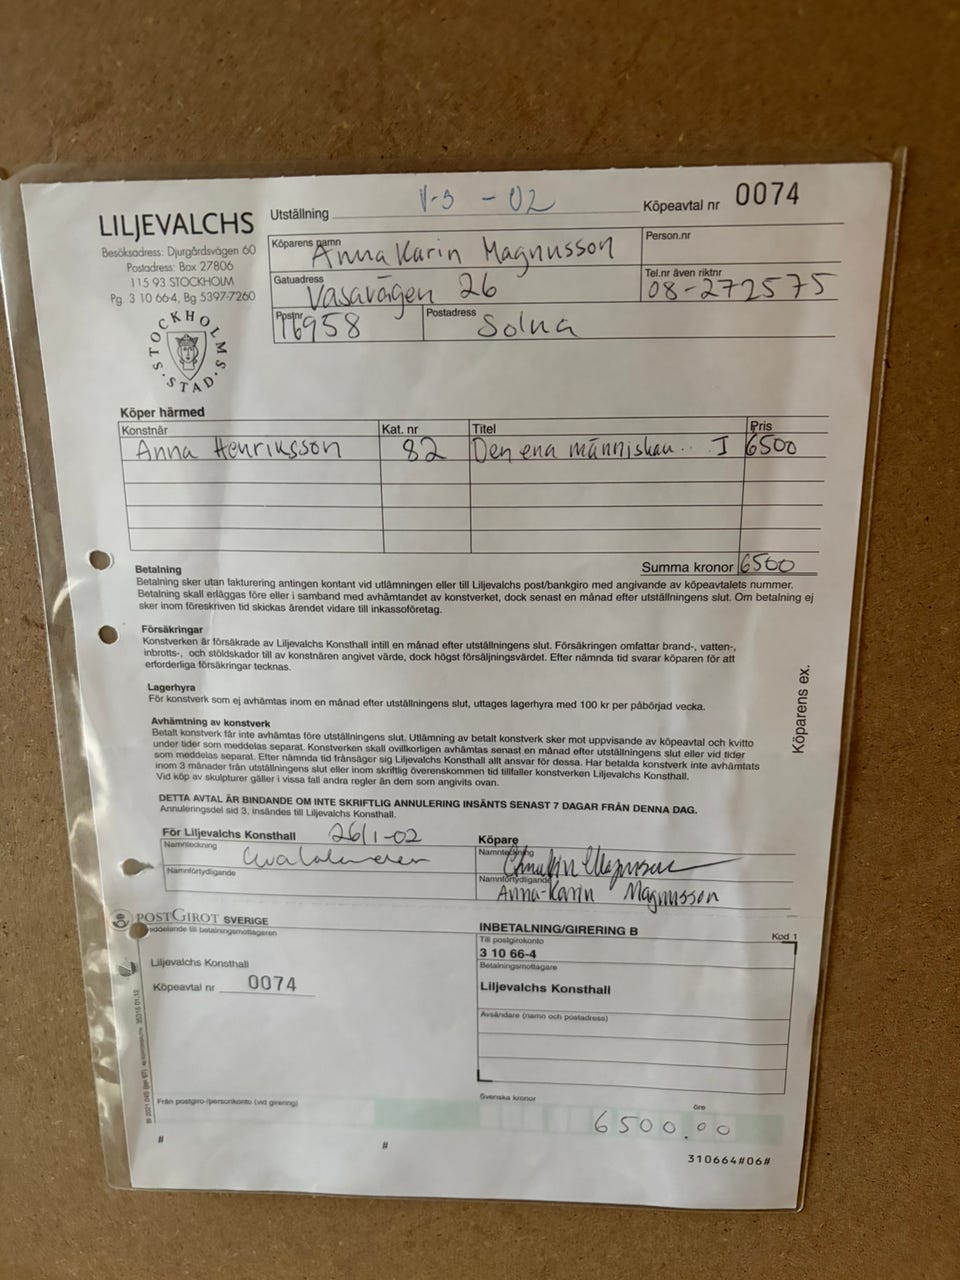 LILJEVALCHS
Besöksadress: Djurgårdsvägen 60
Postadress: Box 27806
115 93 STOCKHOLM
Pg. 3 10 66-4, Bg 5397-7260
STOCKHOLMS STAD
Utställning V-S -02
Köpeavtal nr 0074
Köparens namn Anna Karin Magnusson
Person.nr
Gatuadress Vasavägen 26
Tel.nr även riktnr 08-272575
Postnr 16958
Postadress Solna
Köper härmed
Konstnär Kat. nr Titel Pris
Anna Henriksson 82 Den ena människan.. I 6500
Summa kronor 6500
Betalning
Betalning sker utan fakturering antingen kontant vid utlämningen eller till Liljevalchs post/bankgiro med angivande av köpeavtalets nummer.
Betalning skall erläggas före eller i samband med avhämtandet av konstverket, dock senast en månad efter utställningens slut. Om betalning ej
sker inom föreskriven tid skickas ärendet vidare till inkassoföretag.
Försäkringar
Konstverken är försäkrade av Liljevalchs Konsthall intill en månad efter utställningens slut. Försäkringen omfattar brand-, vatten-,
inbrotts-, och stöldskador till av konstnären angivet värde, dock högst försäljningsvärdet. Efter nämnda tid svarar köparen för att
erforderliga försäkringar tecknas.
Lagerhyra
För konstverk som ej avhämtas inom en månad efter utställningens slut, uttages lagerhyra med 100 kr per påbörjad vecka.
Avhämtning av konstverk
Betalt konstverk får inte avhämtas före utställningens slut. Utlämning av betalt konstverk sker mot uppvisande av köpeavtal och kvitto
under tider som meddelas separat. Konstverken skall ovillkorligen avhämtas senast en månad efter utställningens slut eller vid tider
som meddelas separat. Efter nämnda tid frånsäger sig Liljevalchs Konsthall allt ansvar för dessa. Har betalda konstverk inte avhämtats
inom 3 månader från utställningens slut eller inom skriftlig överenskommen tid tillfaller konstverken Liljevalchs Konsthall.
Vid köp av skulpturer gäller i vissa tall andra regler än dem som angivits ovan.
Köparens ex.
DETTA AVTAL ÄR BINDANDE OM INTE SKRIFTLIG ANNULERING INSÄNTS SENAST 7 DAGAR FRÅN DENNA DAG.
Annuleringsdel sid 3, insändes till Liljevalchs Konsthall.
För Liljevalchs Konsthall 26/1-02
Köpare
Namnteckning
Namnteckning
Namnförtydligande
Namnförtydligande Anna-Karin Magnusson
POSTGIROT SVERIGE
Meddelande till betalningsmottagaren
Liljevalchs Konsthall
Köpeavtal nr 0074
INBETALNING/GIRERING B
Kod 1
Till postgirokonto
3 10 66-4
Betalningsmottagare
Liljevalchs Konsthall
Avsändare (namn och postadress)
Från postgiro-/personkonto (vid girering)
Svenska kronor
öre
6500.00
# #
310664#06#